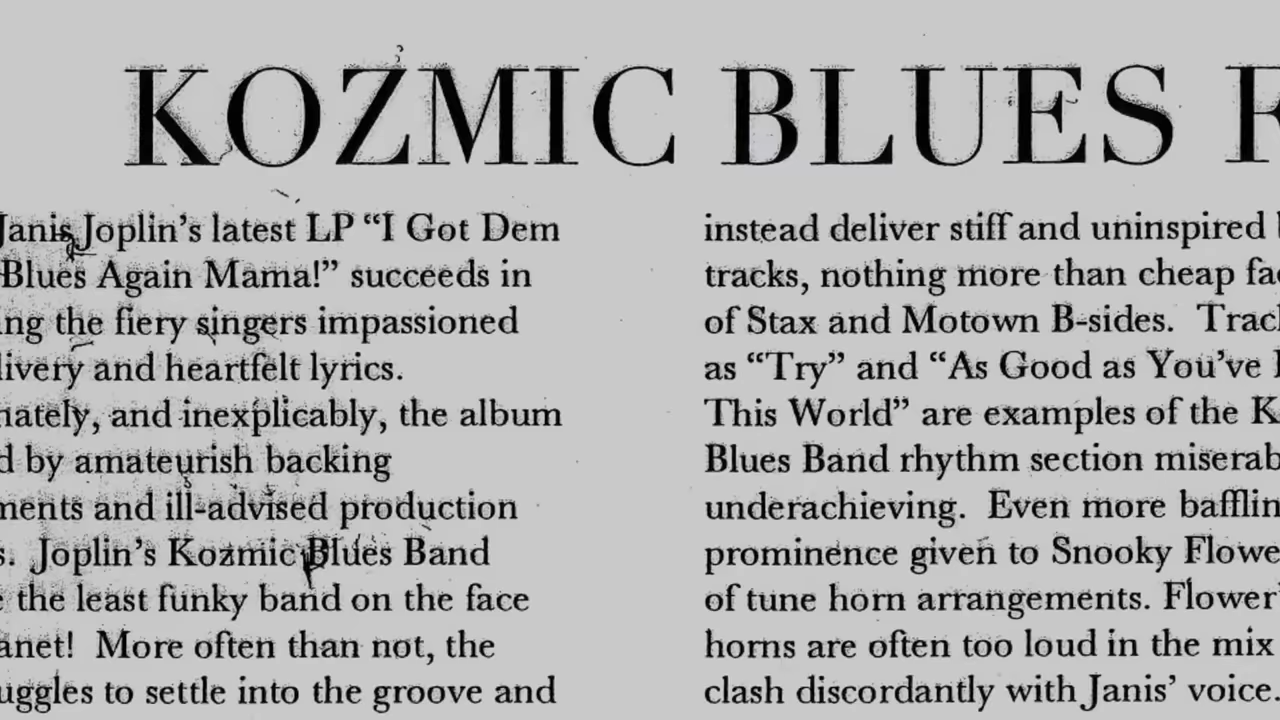 KOZMIC BLUES
Janis Joplin's latest LP "I Got Dem
Blues Again Mama!" succeeds in
the fiery singers impassioned
and heartfelt lyrics.
and inexplicably, the album
by amateurish backing
and ill-advised production
Joplin's Kozmic Blues Band
the least funky band on the face
More often than not, the
to settle into the groove and
instead deliver stiff and uninspired
tracks, nothing more than cheap
of Stax and Motown B-sides.
as "Try" and "As Good as You've
This World" are examples of the
Blues Band rhythm section
underachieving. Even more
prominence given to Snooky
of tune horn arrangements.
horns are often too loud in the mix
clash discordantly with Janis' voice.